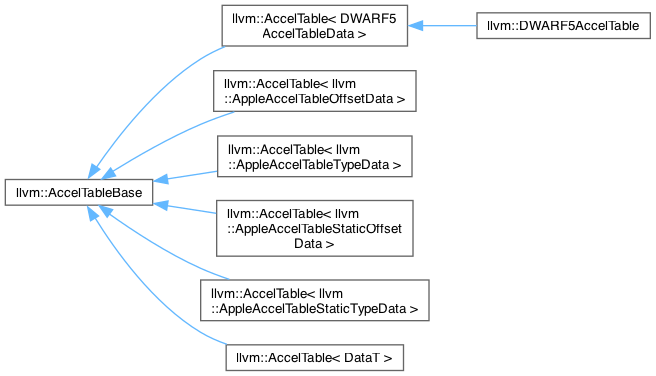 llvm::AccelTable< DWARF5
AccelTableData >
llvm::DWARF5AccelTable
llvm::AccelTable< llvm
::AppleAccelTableOffsetData >
llvm::AccelTable< llvm
::AppleAccelTableTypeData >
llvm::AccelTableBase
llvm::AccelTable< llvm
::AppleAccelTableStaticOffset
Data >
llvm::AccelTable< llvm
::AppleAccelTableStaticTypeData >
llvm::AccelTable< DataT >